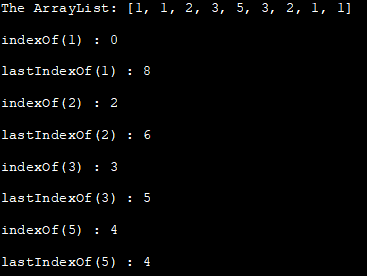 The ArrayList: [1, 1, 2, 3, 5, 3, 2, 1, 1]
indexOf(1) : 0
lastIndexOf(1) : 8
indexOf(2) : 2
lastIndexOf(2) : 6
indexOf(3) : 3
lastIndexOf(3) : 5
indexOf(5) : 4
lastIndexOf(5) : 4